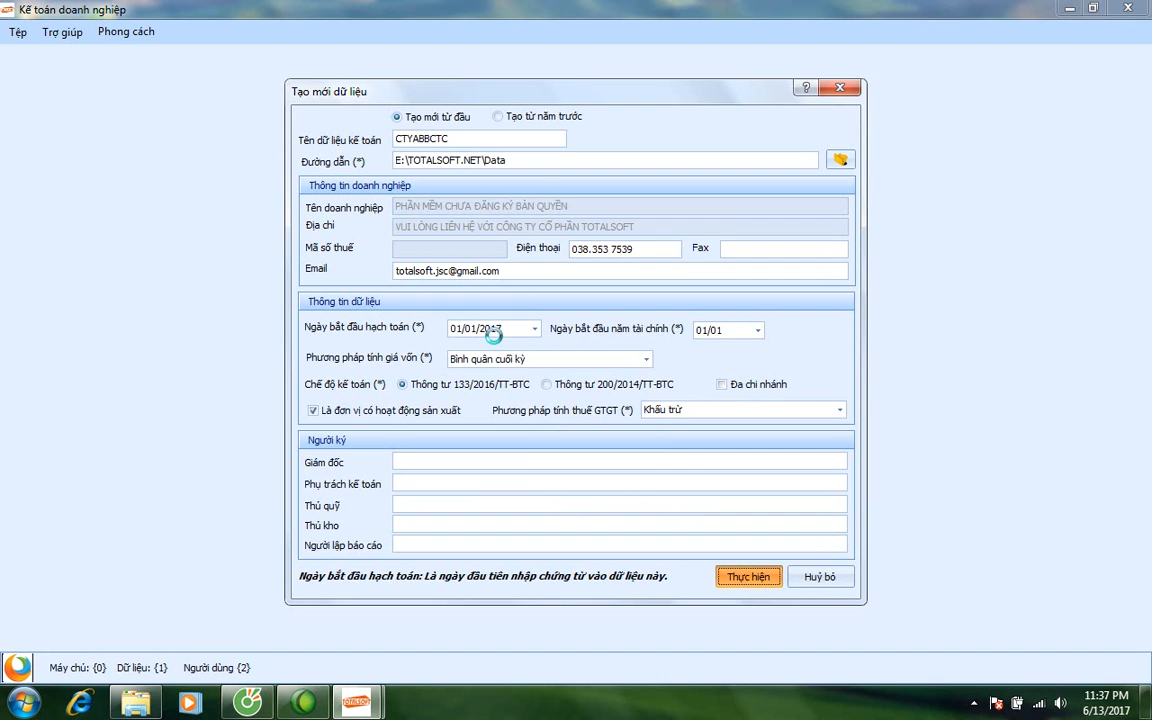 Kế toán doanh nghiệp
Tệp Trợ giúp Phong cách
Tạo mới dữ liệu
Tạo mới từ đầu Tạo từ năm trước
Tên dữ liệu kế toán CTYABBCTC
Đường dẫn (*) E:\TOTALSOFT.NET\Data
Thông tin doanh nghiệp
Tên doanh nghiệp PHẦN MỀM CHƯA ĐĂNG KÝ BẢN QUYỀN
Địa chỉ VUI LÒNG LIÊN HỆ VỚI CÔNG TY CỔ PHẦN TOTALSOFT
Mã số thuế Điện thoại 038.353 7539 Fax
Email totalsoft.jsc@gmail.com
Thông tin dữ liệu
Ngày bắt đầu hạch toán (*) 01/01/2017 Ngày bắt đầu năm tài chính (*) 01/01
Phương pháp tính giá vốn (*) Bình quân cuối kỳ
Chế độ kế toán (*) Thông tư 133/2016/TT-BTC Thông tư 200/2014/TT-BTC Đa chi nhánh
Là đơn vị có hoạt động sản xuất Phương pháp tính thuế GTGT (*) Khấu trừ
Người ký
Giám đốc
Phụ trách kế toán
Thủ quỹ
Thủ kho
Người lập báo cáo
Ngày bắt đầu hạch toán: Là ngày đầu tiên nhập chứng từ vào dữ liệu này. Thực hiện Huỷ bỏ
Máy chủ: {0} Dữ liệu: {1} Người dùng {2}
TOTALSOFT
11:37 PM
6/13/2017